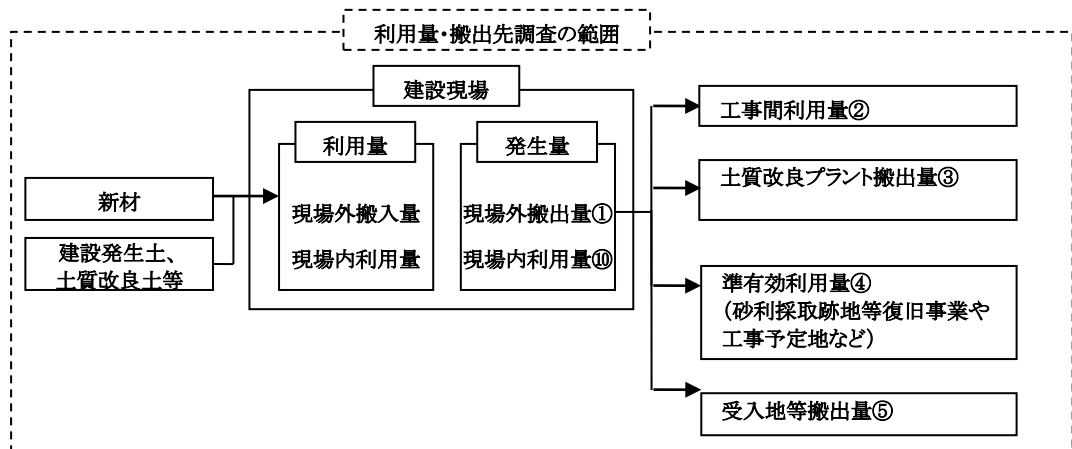 利用量・搬出先調査の範囲
建設現場
利用量
発生量
新材
建設発生土、
土質改良土等
現場外搬入量
現場内利用量
現場外搬出量①
現場内利用量⑩
工事間利用量②
土質改良プラント搬出量③
準有効利用量④
(砂利採取跡地等復旧事業や
工事予定地など)
受入地等搬出量⑤